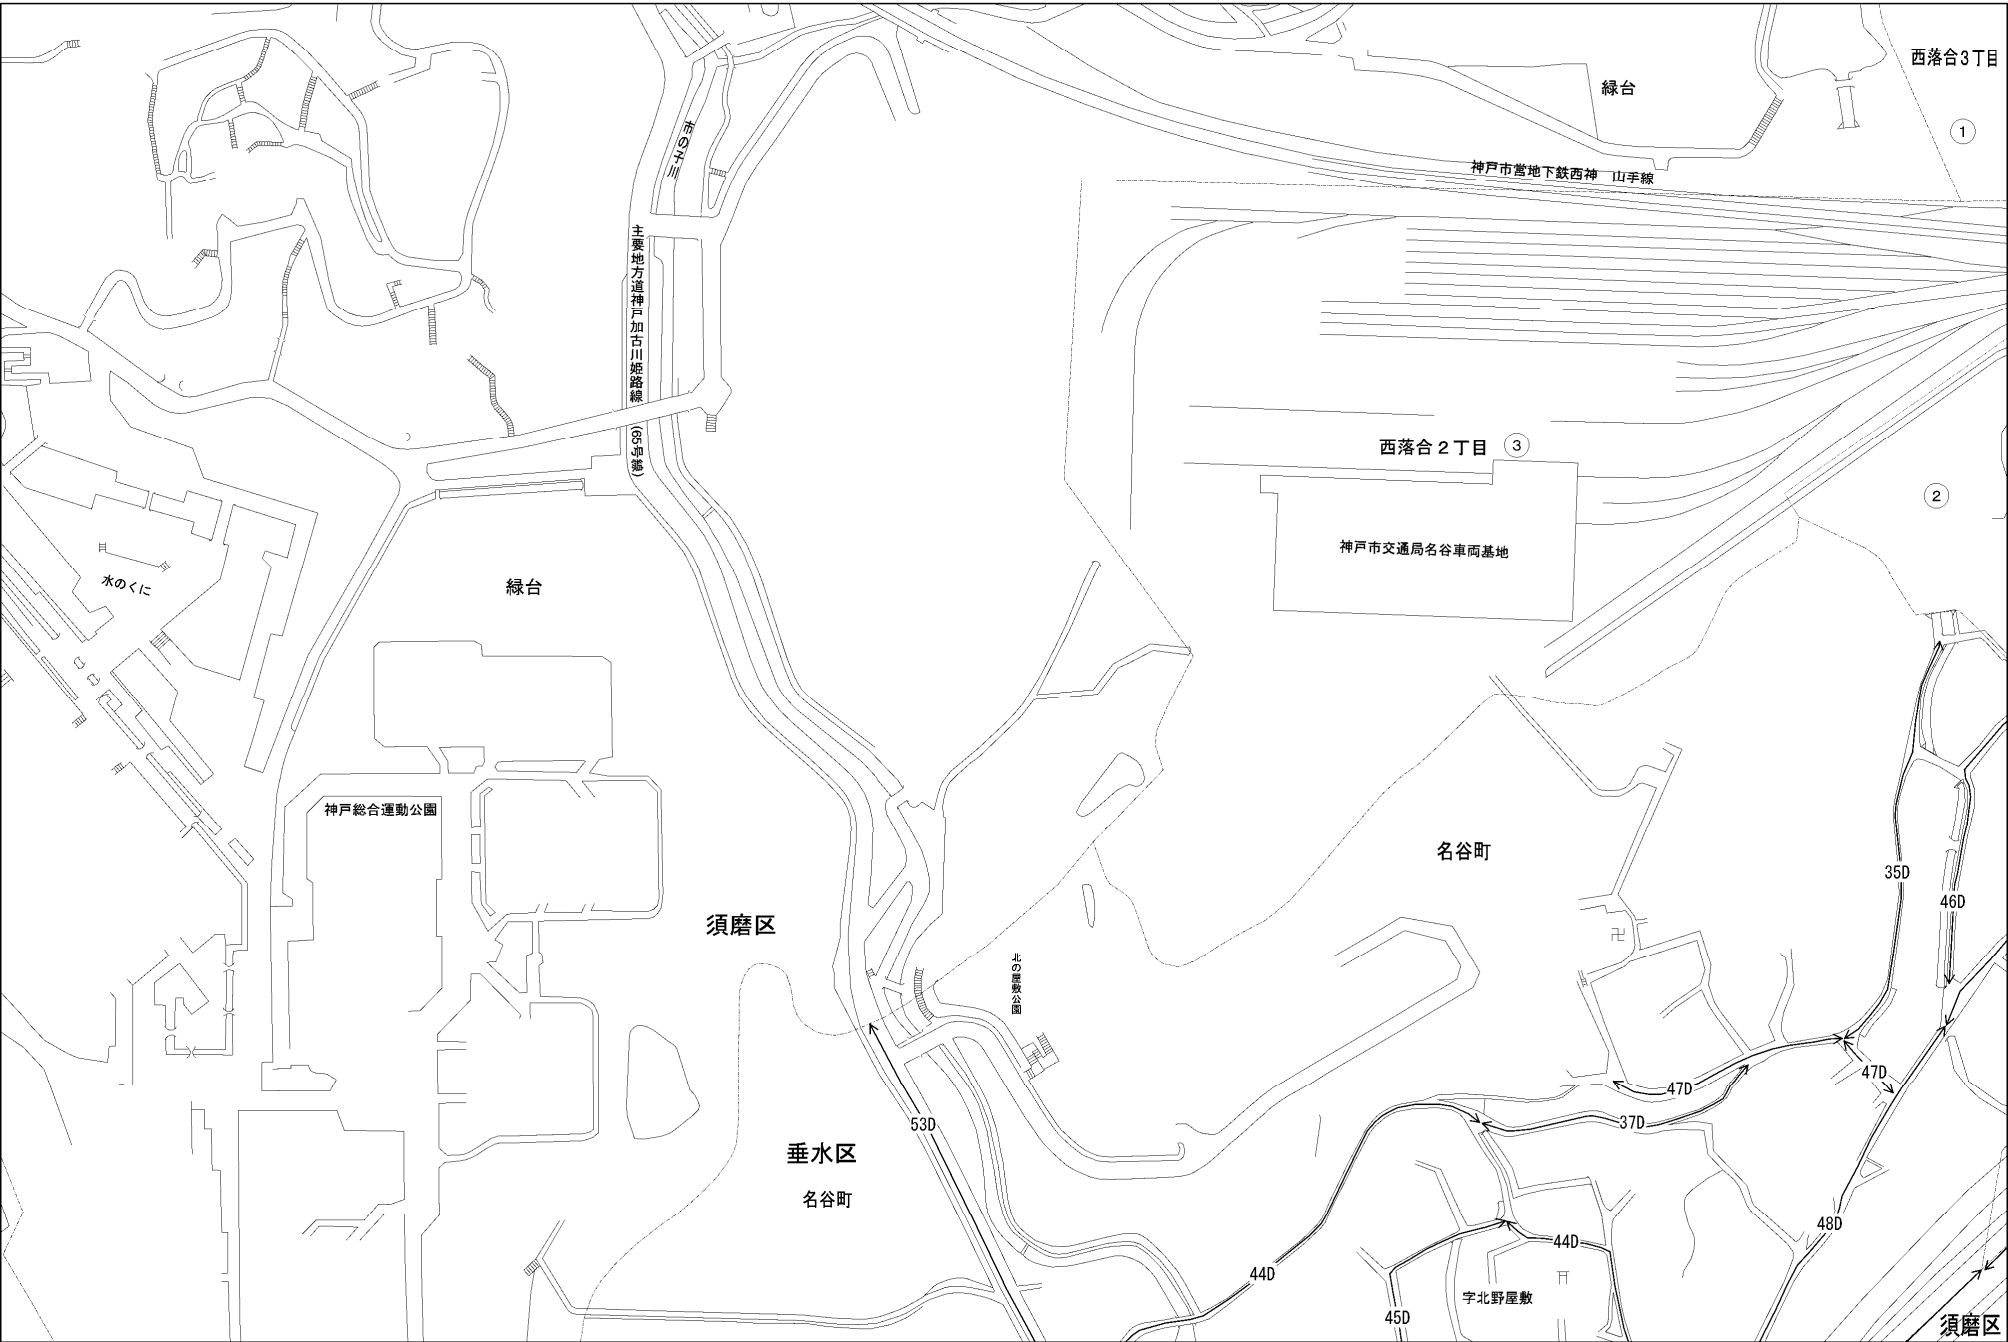 西落合３丁目
緑台
1
神戸市営地下鉄西神　山手線
主要地方道神戸加古川姫路線
(65号線)
西落合２丁目
3
2
神戸市交通局名谷車両基地
水のくに
緑台
神戸総合運動公園
名谷町
35D
46D
須磨区
卍
北の屋敷公園
47D
47D
37D
53D
垂水区
名谷町
48D
44D
44D
字北野屋敷
45D
須磨区